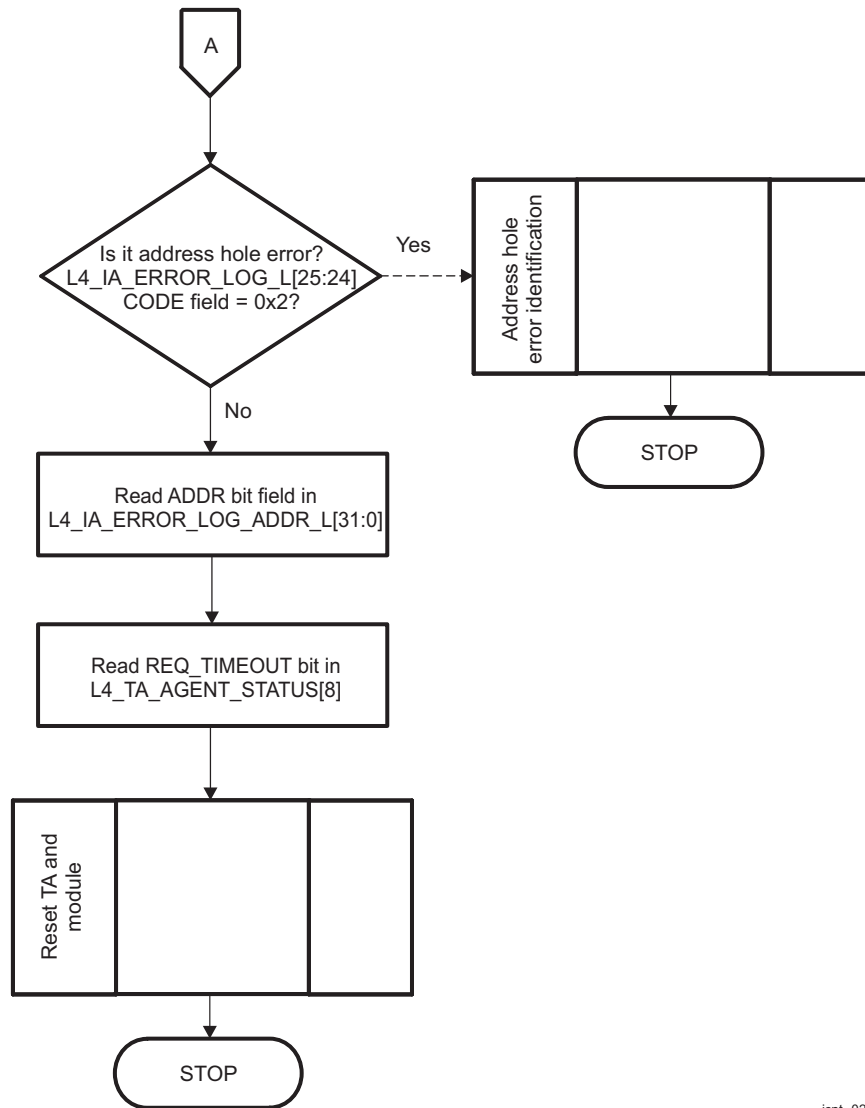 A
Is it address hole error?
L4_IA_ERROR_LOG_L[25:24]
CODE field = 0x2?
Yes
Address hole
error identification
STOP
No
Read ADDR bit field in
L4_IA_ERROR_LOG_ADDR_L[31:0]
Read REQ_TIMEOUT bit in
L4_TA_AGENT_STATUS[8]
Reset TA and
module
STOP